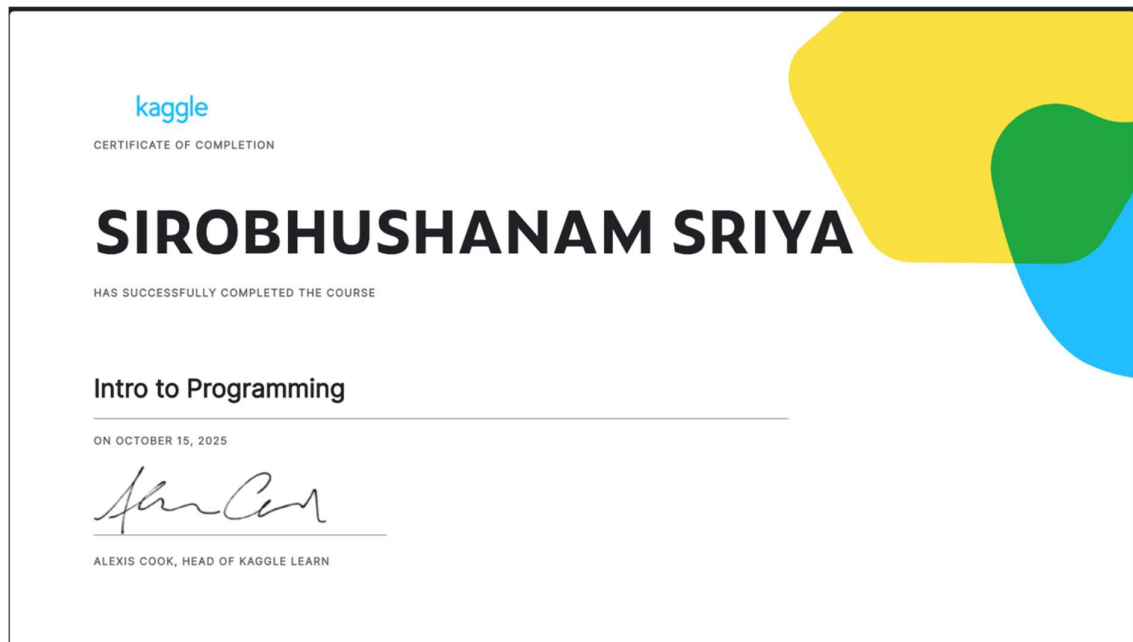 kaggle
CERTIFICATE OF COMPLETION
SIROBHUSHANAM SRIYA
HAS SUCCESSFULLY COMPLETED THE COURSE
Intro to Programming
ON OCTOBER 15, 2025
ALEXIS COOK, HEAD OF KAGGLE LEARN